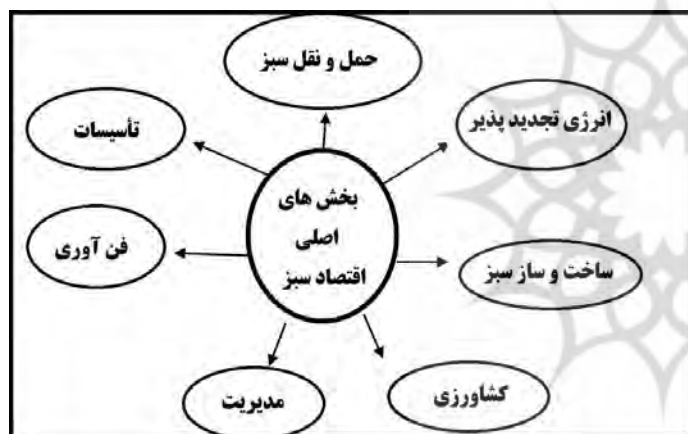 حمل و نقل سبز
انرژی تجدید پذیر
تأسیسات
بخش های
اصلی
اقتصاد سبز
فن آوری
ساخت و ساز سبز
کشاورزی
مدیریت